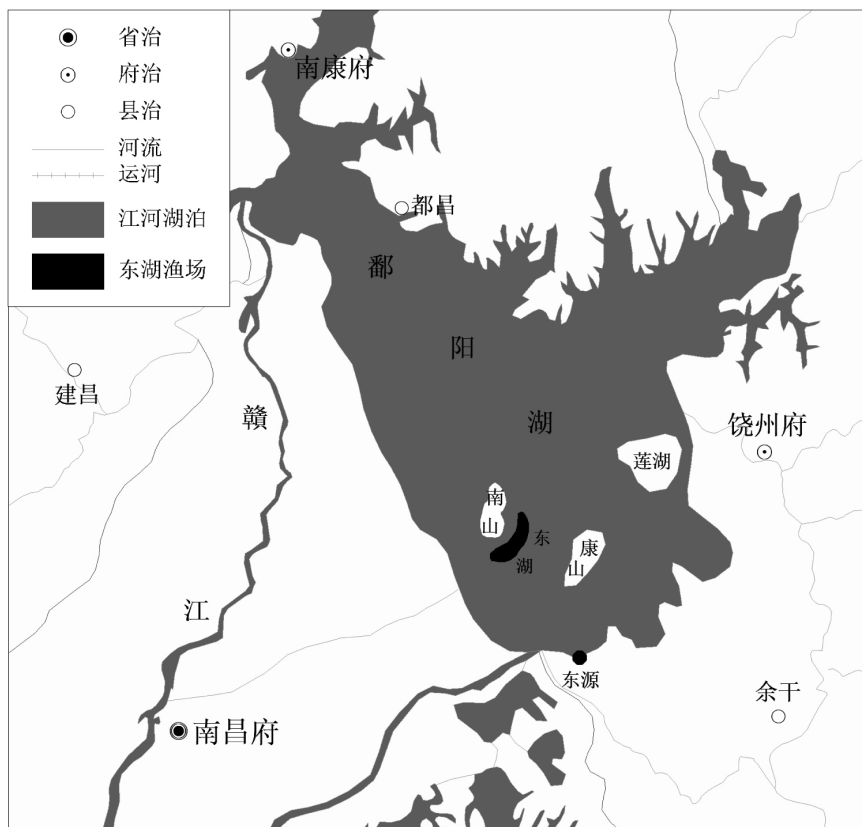 省治
府治
县治
河流
运河
江河湖泊
东湖渔场
南康府
都昌
鄱
阳
湖
建昌
赣
江
饶州府
莲湖
南山
东湖
康山
东源
余干
南昌府